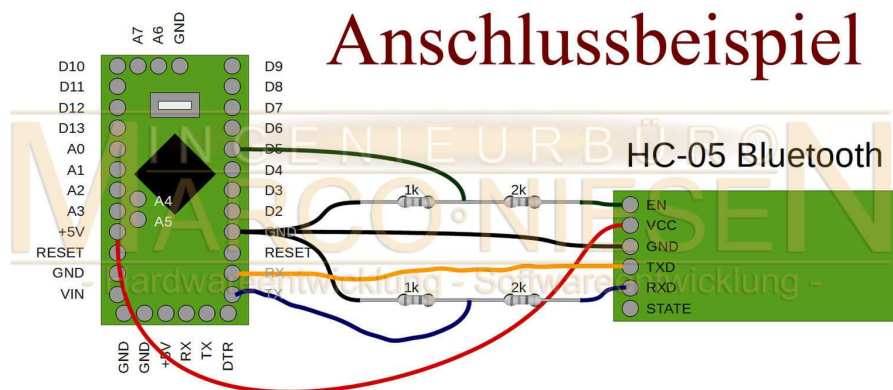 Anschlussbeispiel
A7
A6
GND
D10
D11
D12
D13
A0
A1
A2
A3
+5V
RESET
GND
VIN
A4
A5
D9
D8
D7
D6
D5
D4
D3
D2
GND
RESET
RX
TX
GND
GND
+5V
RX
TX
DTR
1k
2k
1k
2k
HC-05 Bluetooth
EN
VCC
GND
TXD
RXD
STATE
INGENIEURBÜRO
MARCO·NIESEN
- Hardwareentwicklung - Softwareentwicklung -